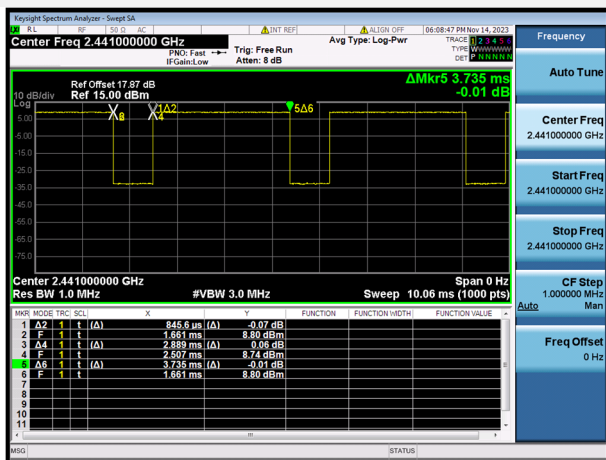 Keysight Spectrum Analyzer - Swept SA
RL RF 50 Ω AC INT REF ALIGN OFF 06:08:47 PM Nov 14, 2023
Center Freq 2.441000000 GHz
PNO: Fast
IFGain:Low
Trig: Free Run
Atten: 8 dB
Avg Type: Log-Pwr
TRACE 1 2 3 4 5 6
TYPE WWWWWW
DET P N N N N N
Ref Offset 17.87 dB
10 dB/div Ref 15.00 dBm
ΔMkr5 3.735 ms
-0.01 dB
Log
1Δ2
4
5Δ6
5.00
-5.00
-15.0
-25.0
-35.0
-45.0
-55.0
-65.0
-75.0
Center 2.441000000 GHz Span 0 Hz
Res BW 1.0 MHz #VBW 3.0 MHz Sweep 10.06 ms (1000 pts)
MKR MODE TRC SCL X Y FUNCTION FUNCTION WIDTH FUNCTION VALUE
1 Δ2 1 t (Δ) 845.6 µs (Δ) -0.07 dB
2 F 1 t 1.661 ms 8.80 dBm
3 Δ4 1 t (Δ) 2.889 ms (Δ) 0.06 dB
4 F 1 t 2.507 ms 8.74 dBm
5 Δ6 1 t (Δ) 3.735 ms (Δ) -0.01 dB
6 F 1 t 1.661 ms 8.80 dBm
7
8
9
10
11
MSG STATUS
Frequency
Auto Tune
Center Freq
2.441000000 GHz
Start Freq
2.441000000 GHz
Stop Freq
2.441000000 GHz
CF Step
1.000000 MHz
Auto Man
Freq Offset
0 Hz